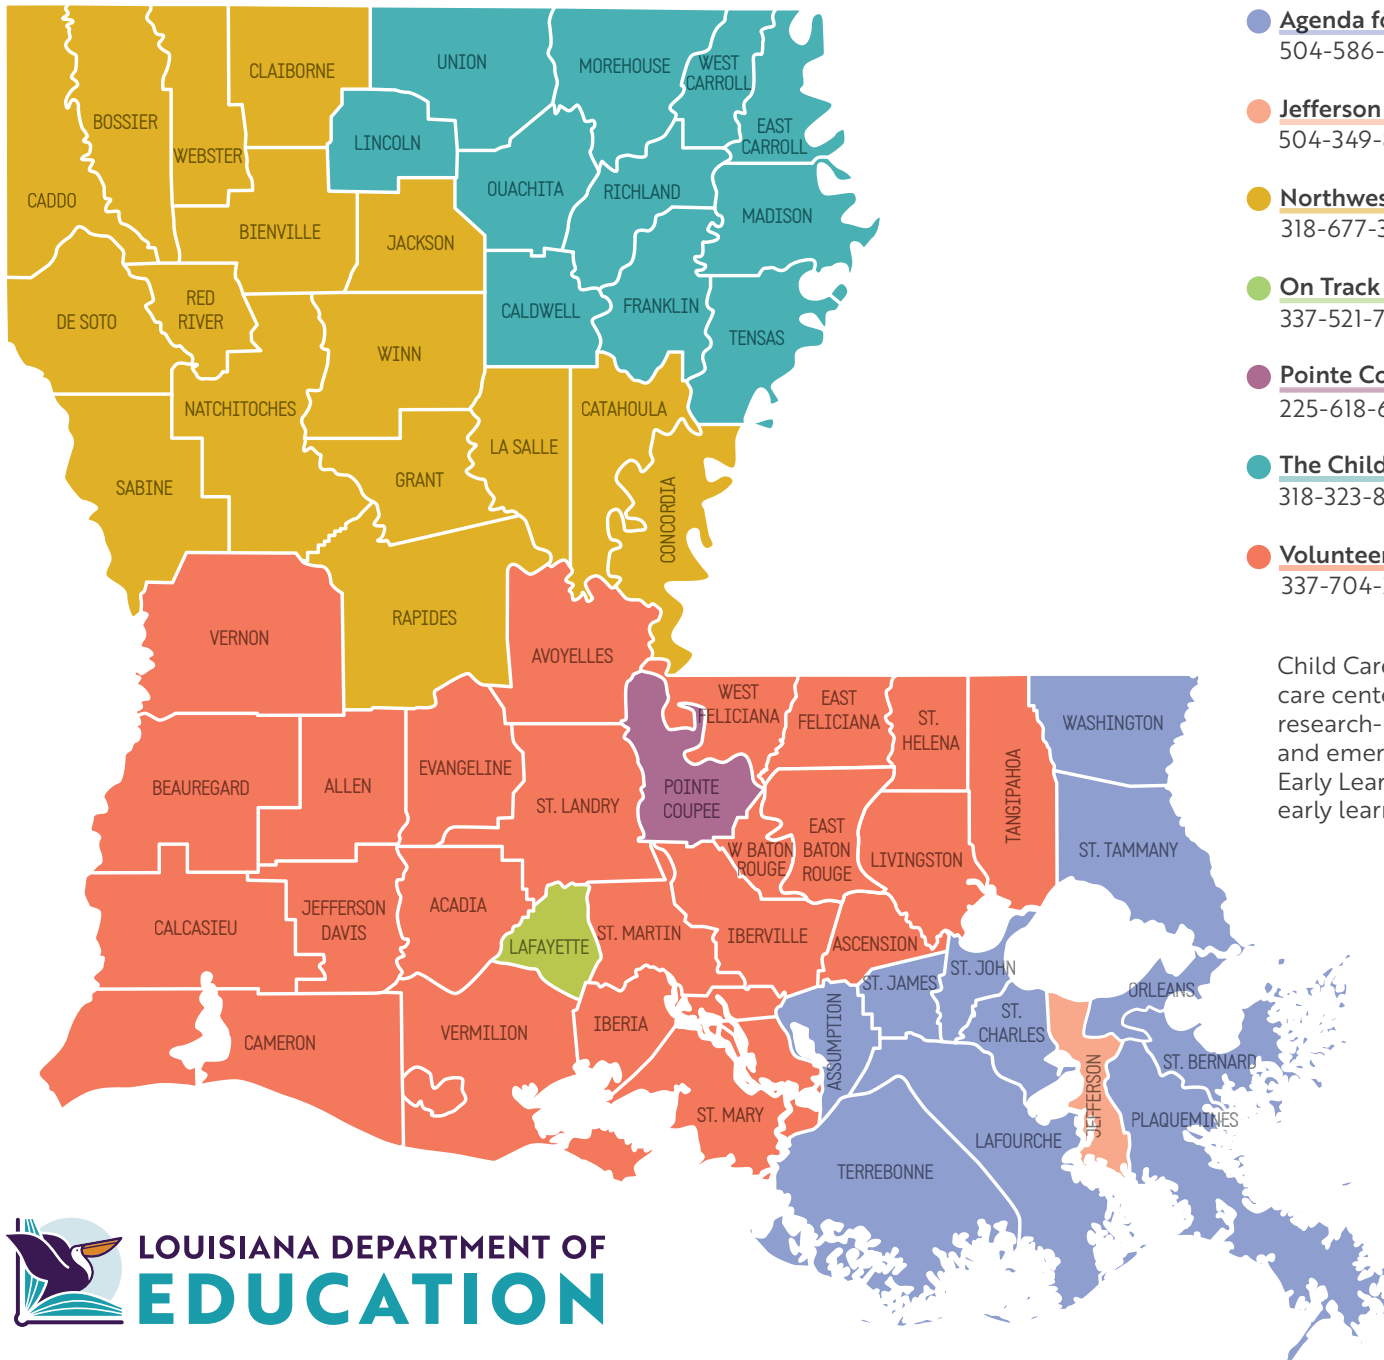 CLAIBORNE
UNION
MOREHOUSE
WEST
CARROLL
BOSSIER
WEBSTER
LINCOLN
EAST
CARROLL
CADDO
OUACHITA
RICHLAND
MADISON
BIENVILLE
JACKSON
DE SOTO
RED
RIVER
CALDWELL
FRANKLIN
TENSAS
WINN
NATCHITOCHES
CATAHOULA
LA SALLE
SABINE
GRANT
CONCORDIA
RAPIDES
VERNON
AVOYELLES
WEST
FELICIANA
EAST
FELICIANA
ST.
HELENA
TANGIPAHOA
WASHINGTON
BEAUREGARD
ALLEN
EVANGELINE
ST. LANDRY
POINTE
COUPEE
W BATON
ROUGE
EAST
BATON
ROUGE
LIVINGSTON
ST. TAMMANY
CALCASIEU
JEFFERSON
DAVIS
ACADIA
LAFAYETTE
ST. MARTIN
IBERVILLE
ASCENSION
ST. JAMES
ST. JOHN
ORLEANS
CAMERON
VERMILION
IBERIA
ASSUMPTION
ST.
CHARLES
ST. BERNARD
JEFFERSON
ST. MARY
PLAQUEMINES
LAFOURCHE
TERREBONNE
Agenda fo
504-586-
Jefferson
504-349-
Northwes
318-677-3
On Track
337-521-7
Pointe Co
225-618-6
The Child
318-323-8
Volunteer
337-704-
Child Care
care cente
research-
and emer
Early Lear
early learn
LOUISIANA DEPARTMENT OF
EDUCATION